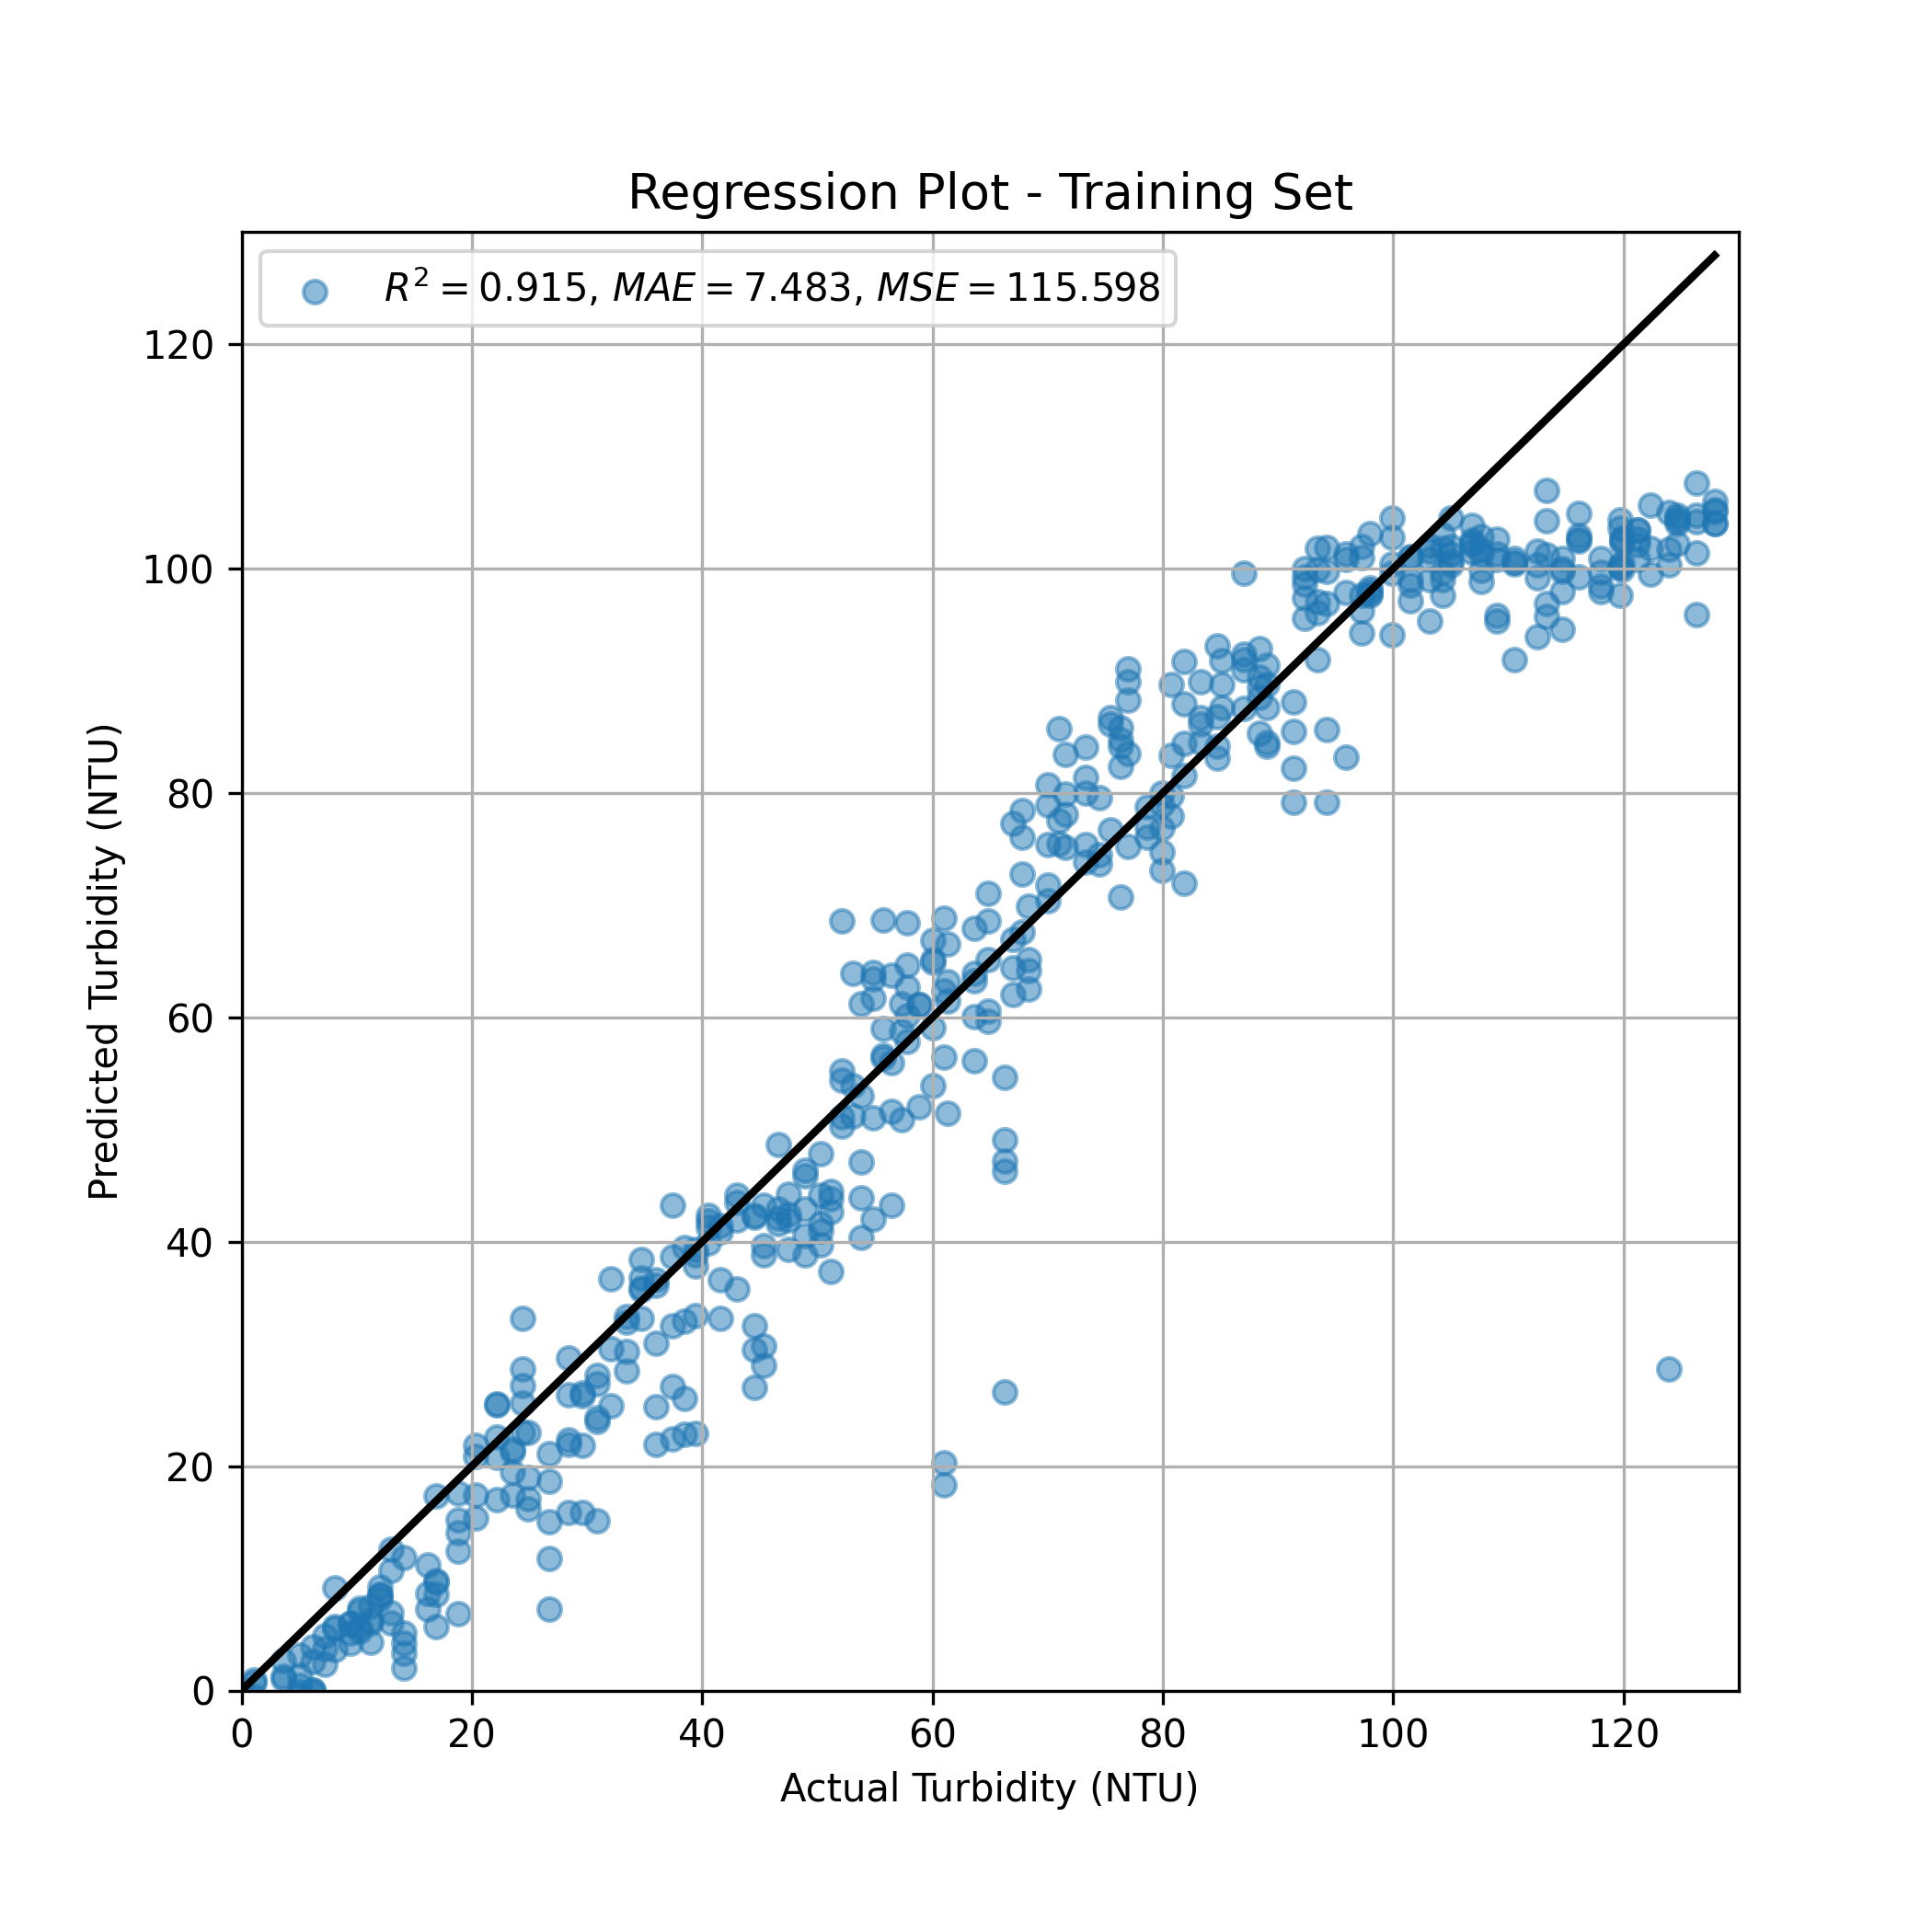 Regression Plot - Training Set
R² = 0.915, MAE = 7.483, MSE = 115.598
120
100
80
60
40
20
0
Predicted Turbidity (NTU)
0 20 40 60 80 100 120
Actual Turbidity (NTU)